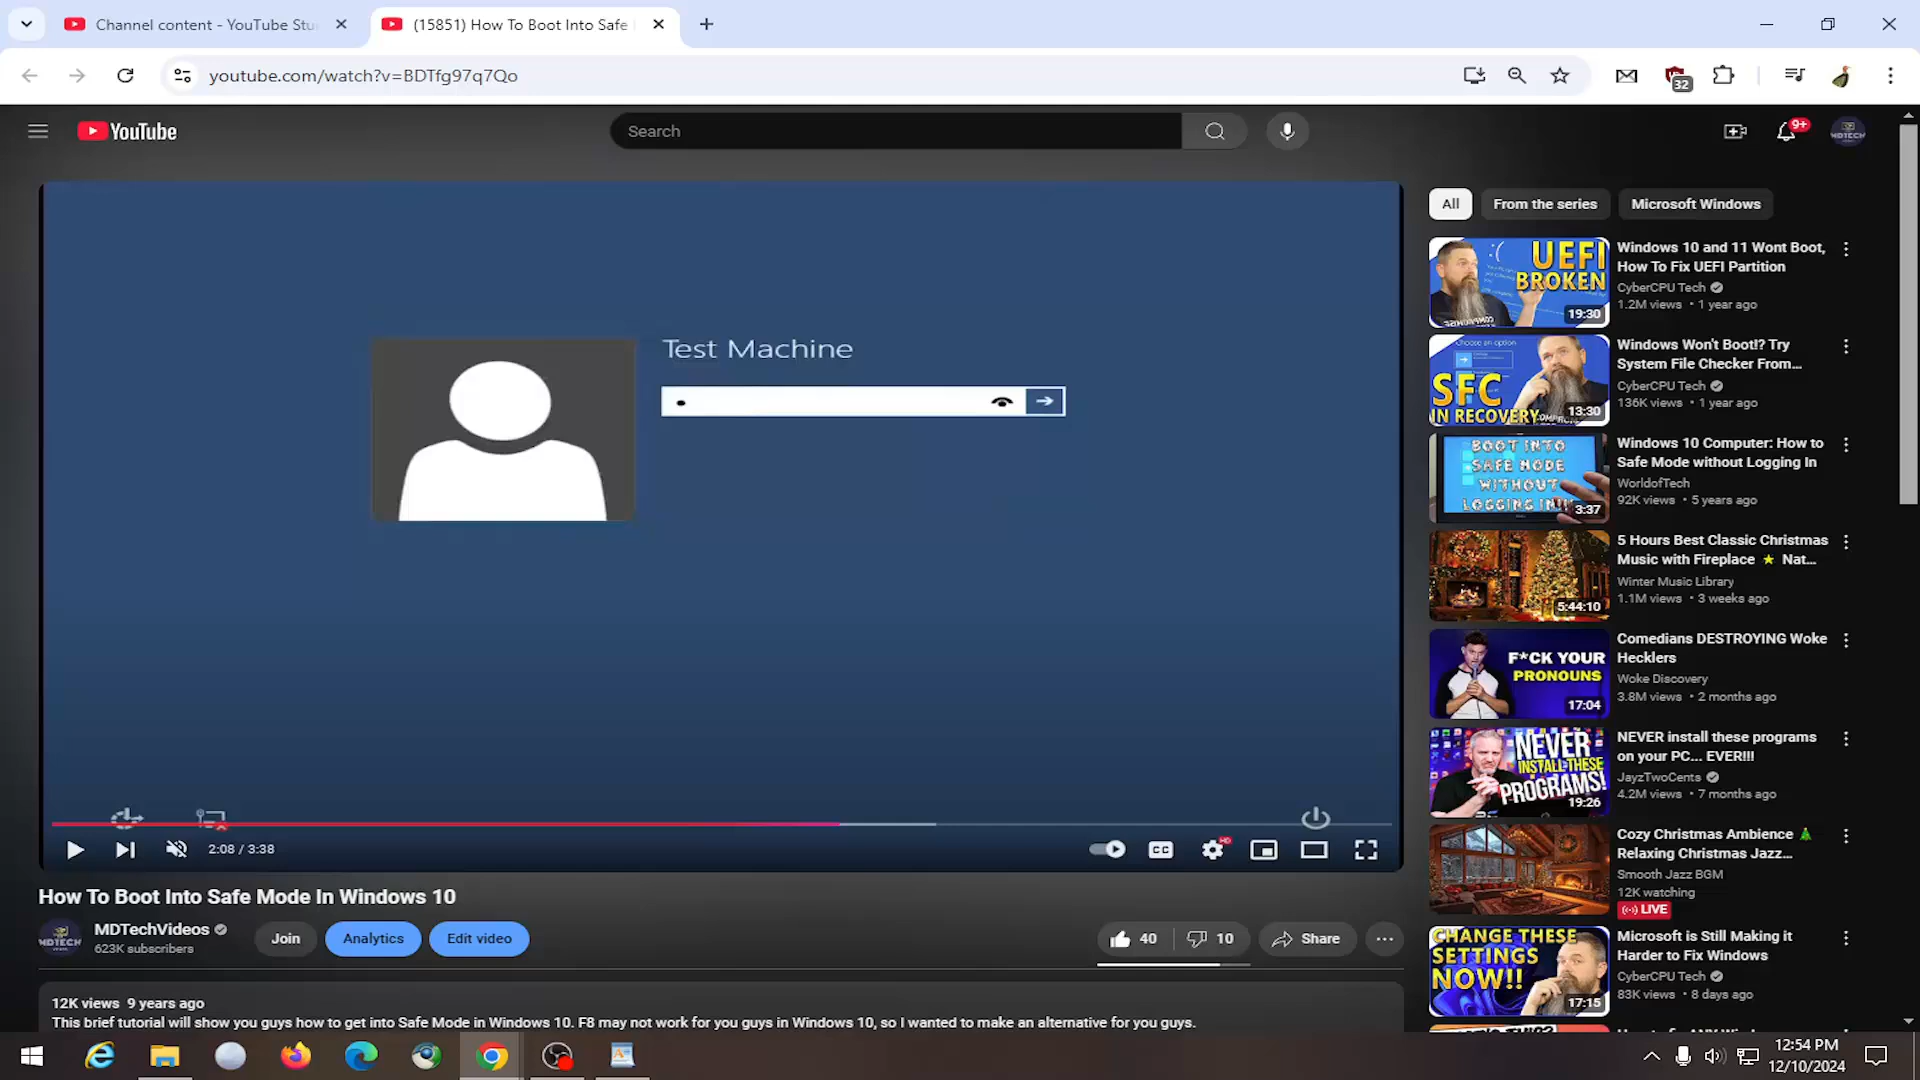 Channel content - YouTube Stu
(15851) How To Boot Into Safe
youtube.com/watch?v=BDTfg97q7Qo
32
YouTube
Search
9+
MDTECH
Test Machine
2:08 / 3:38
CC
HD
How To Boot Into Safe Mode In Windows 10
MDTECH
MDTechVideos
623K subscribers
Join
Analytics
Edit video
40
10
Share
12K views 9 years ago
This brief tutorial will show you guys how to get into Safe Mode in Windows 10. F8 may not work for you guys in Windows 10, so I wanted to make an alternative for you guys.
All
From the series
Microsoft Windows
UEFI
BROKEN
19:30
Windows 10 and 11 Wont Boot,
How To Fix UEFI Partition
CyberCPU Tech
1.2M views • 1 year ago
Choose an option
SFC
IN RECOVERY
13:30
Windows Won't Boot!? Try
System File Checker From...
CyberCPU Tech
136K views • 1 year ago
BOOT INTO
SAFE MODE
WITHOUT
LOGGING IN
3:37
Windows 10 Computer: How to
Safe Mode without Logging In
WorldofTech
92K views • 5 years ago
5:44:10
5 Hours Best Classic Christmas
Music with Fireplace ⭐ Nat...
Winter Music Library
1.1M views • 3 weeks ago
F*CK YOUR
PRONOUNS
17:04
Comedians DESTROYING Woke
Hecklers
Woke Discovery
3.8M views • 2 months ago
NEVER
INSTALL THESE
PROGRAMS!
19:26
NEVER install these programs
on your PC... EVER!!!
JayzTwoCents
4.2M views • 7 months ago
Cozy Christmas Ambience 🎄
Relaxing Christmas Jazz...
Smooth Jazz BGM
12K watching
LIVE
CHANGE THESE
SETTINGS
NOW!!
17:15
Microsoft is Still Making it
Harder to Fix Windows
CyberCPU Tech
83K views • 8 days ago
12:54 PM
12/10/2024